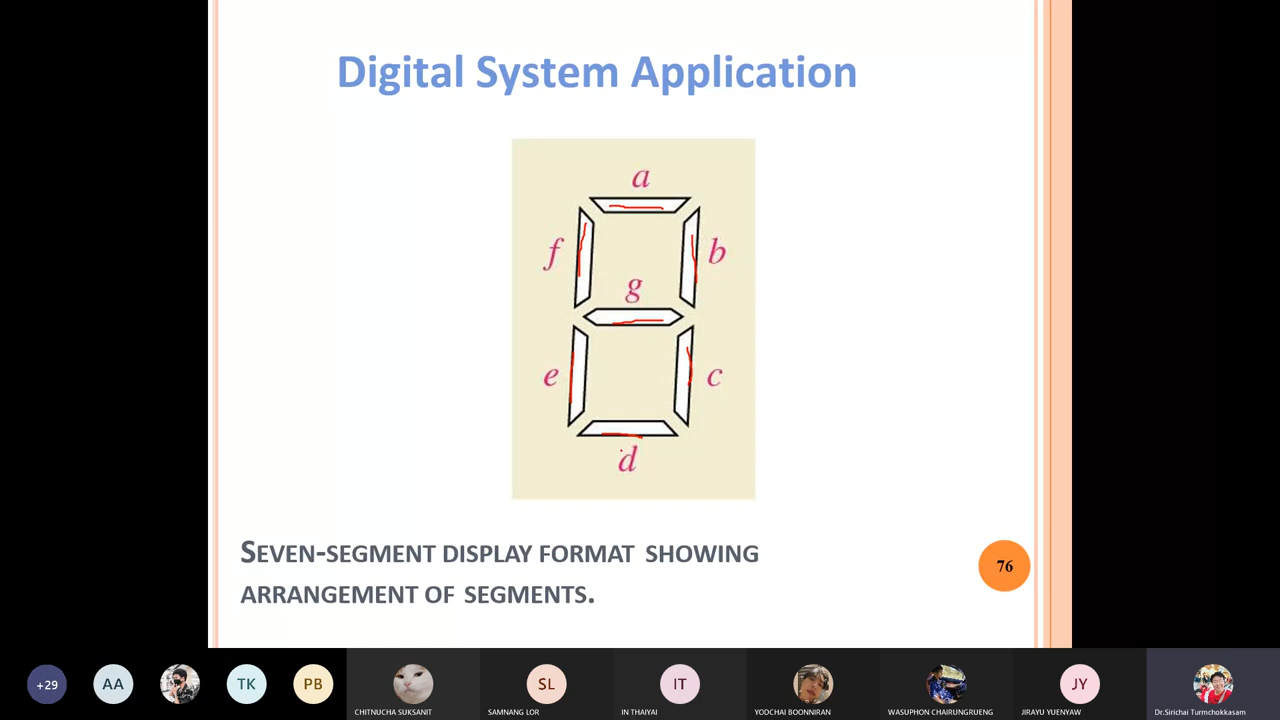 Digital System Application
a
f
b
g
e
c
d
SEVEN-SEGMENT DISPLAY FORMAT SHOWING
ARRANGEMENT OF SEGMENTS.
76
+29
AA
TK
PB
SL
IT
JY
CHITNUCHA SUKSANIT
SAMNANG LOR
IN THAIYAI
YODCHAI BOONNIRAN
WASUPHON CHAIRUNGRUENG
JIRAYU YUENYAW
Dr.Sirichai Turmchokkasam